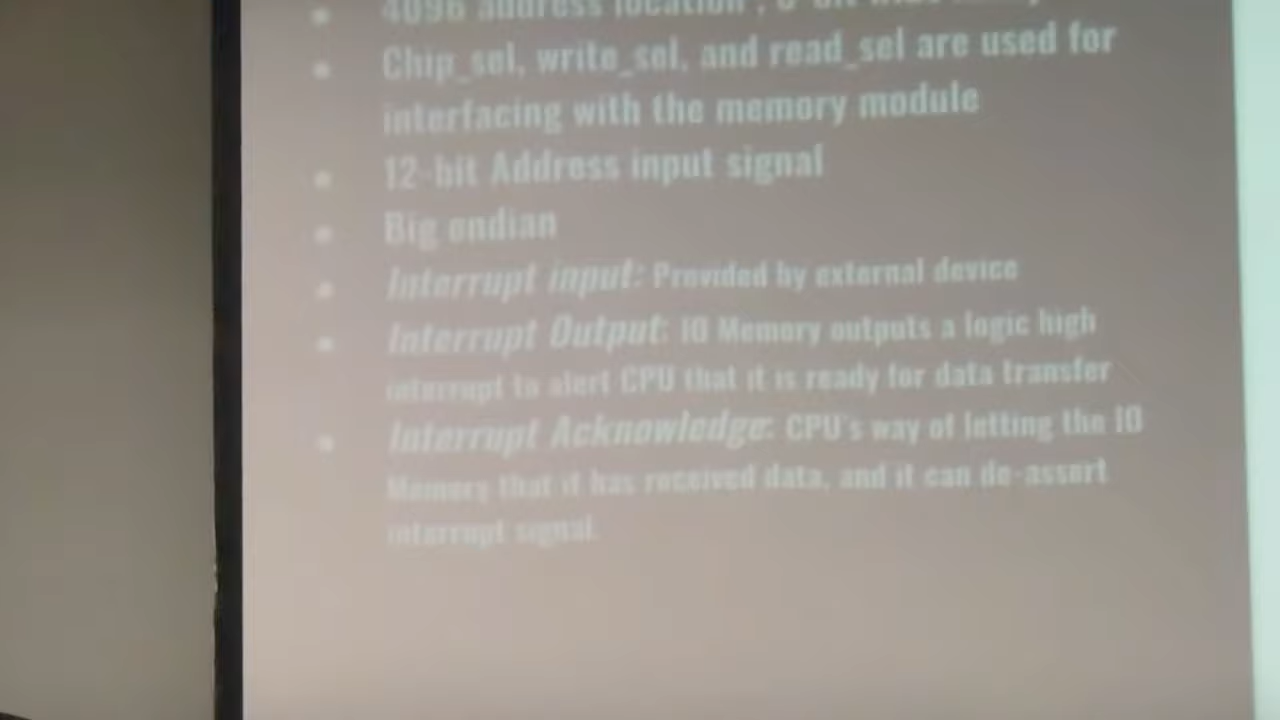 4096 address location , 8-bit wide
Chip_sel, write_sel, and read_sel are used for
interfacing with the memory module
12-bit Address input signal
Big endian
Interrupt input: Provided by external device
Interrupt Output: IO Memory outputs a logic high
interrupt to alert CPU that it is ready for data transfer
Interrupt Acknowledge: CPU's way of letting the IO
Memory that it has received data, and it can de-assert
interrupt signal.